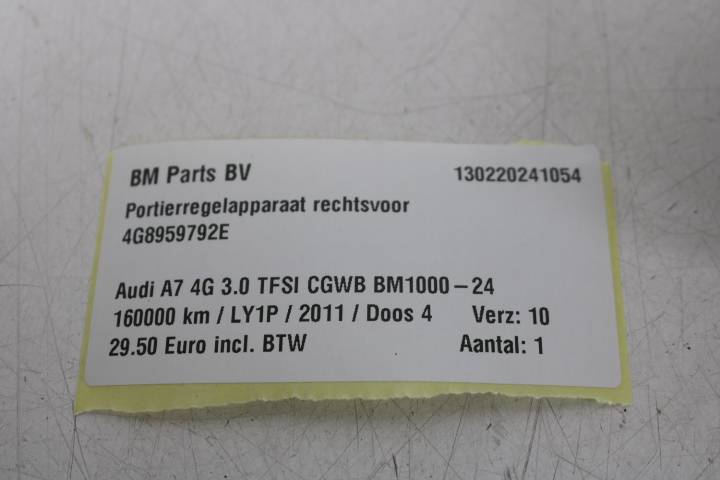 BM Parts BV 130220241054
Portierregelapparaat rechtsvoor
4G8959792E
Audi A7 4G 3.0 TFSI CGWB BM1000-24
160000 km / LY1P / 2011 / Doos 4 Verz: 10
29.50 Euro incl. BTW Aantal: 1